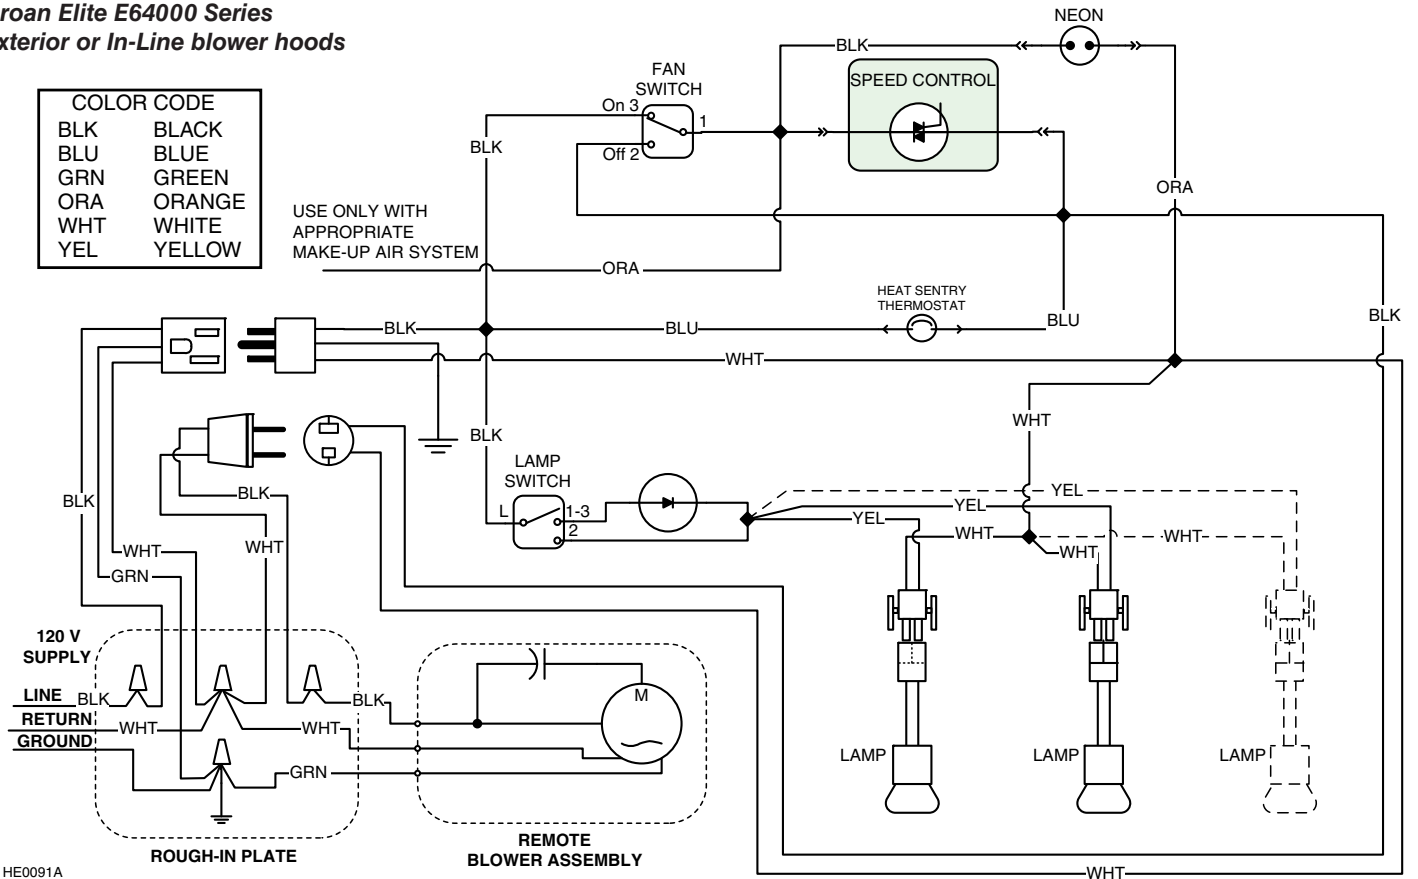 roan Elite E64000 Series
xterior or In-Line blower hoods
COLOR CODE
BLK BLACK
BLU BLUE
GRN GREEN
ORA ORANGE
WHT WHITE
YEL YELLOW
NEON
BLK
FAN
SWITCH
SPEED CONTROL
On 3
1
Off 2
BLK
ORA
USE ONLY WITH
APPROPRIATE
MAKE-UP AIR SYSTEM
ORA
HEAT SENTRY
THERMOSTAT
BLK
BLU
BLU
BLK
WHT
WHT
BLK
LAMP
SWITCH
L
1-3
2
BLK
BLK
YEL
YEL
YEL
WHT
WHT
WHT
WHT
WHT
GRN
120 V
SUPPLY
LINE
BLK
BLK
M
RETURN
WHT
WHT
GROUND
GRN
LAMP
LAMP
LAMP
ROUGH-IN PLATE
REMOTE
BLOWER ASSEMBLY
HE0091A
WHT